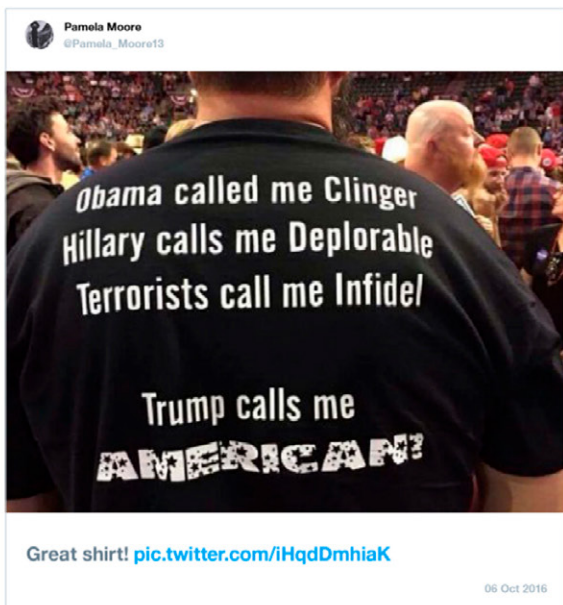 Pamela Moore
@Pamela_Moore13
Obama called me Clinger
Hillary calls me Deplorable
Terrorists call me Infidel
Trump calls me
AMERICAN!
Great shirt! pic.twitter.com/iHqdDmhiaK
06 Oct 2016